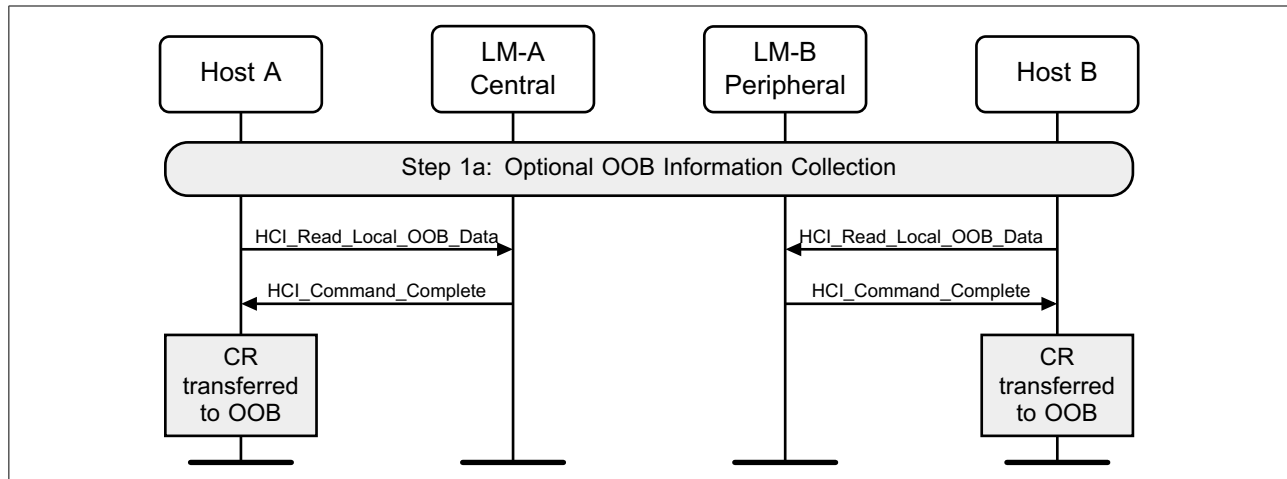 Host A
LM-A
Central
LM-B
Peripheral
Host B
Step 1a: Optional OOB Information Collection
HCI_Read_Local_OOB_Data
HCI_Read_Local_OOB_Data
HCI_Command_Complete
HCI_Command_Complete
CR
transferred
to OOB
CR
transferred
to OOB